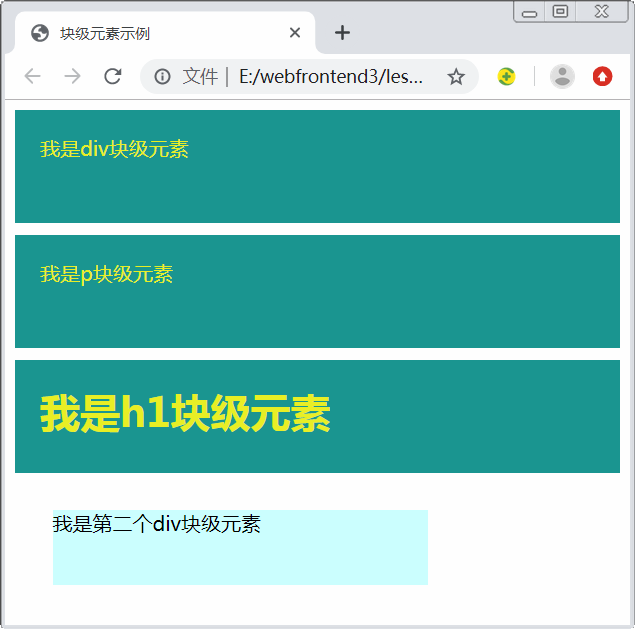 块级元素示例
文件 | E:/webfrontend3/les...
我是div块级元素
我是p块级元素
我是h1块级元素
我是第二个div块级元素